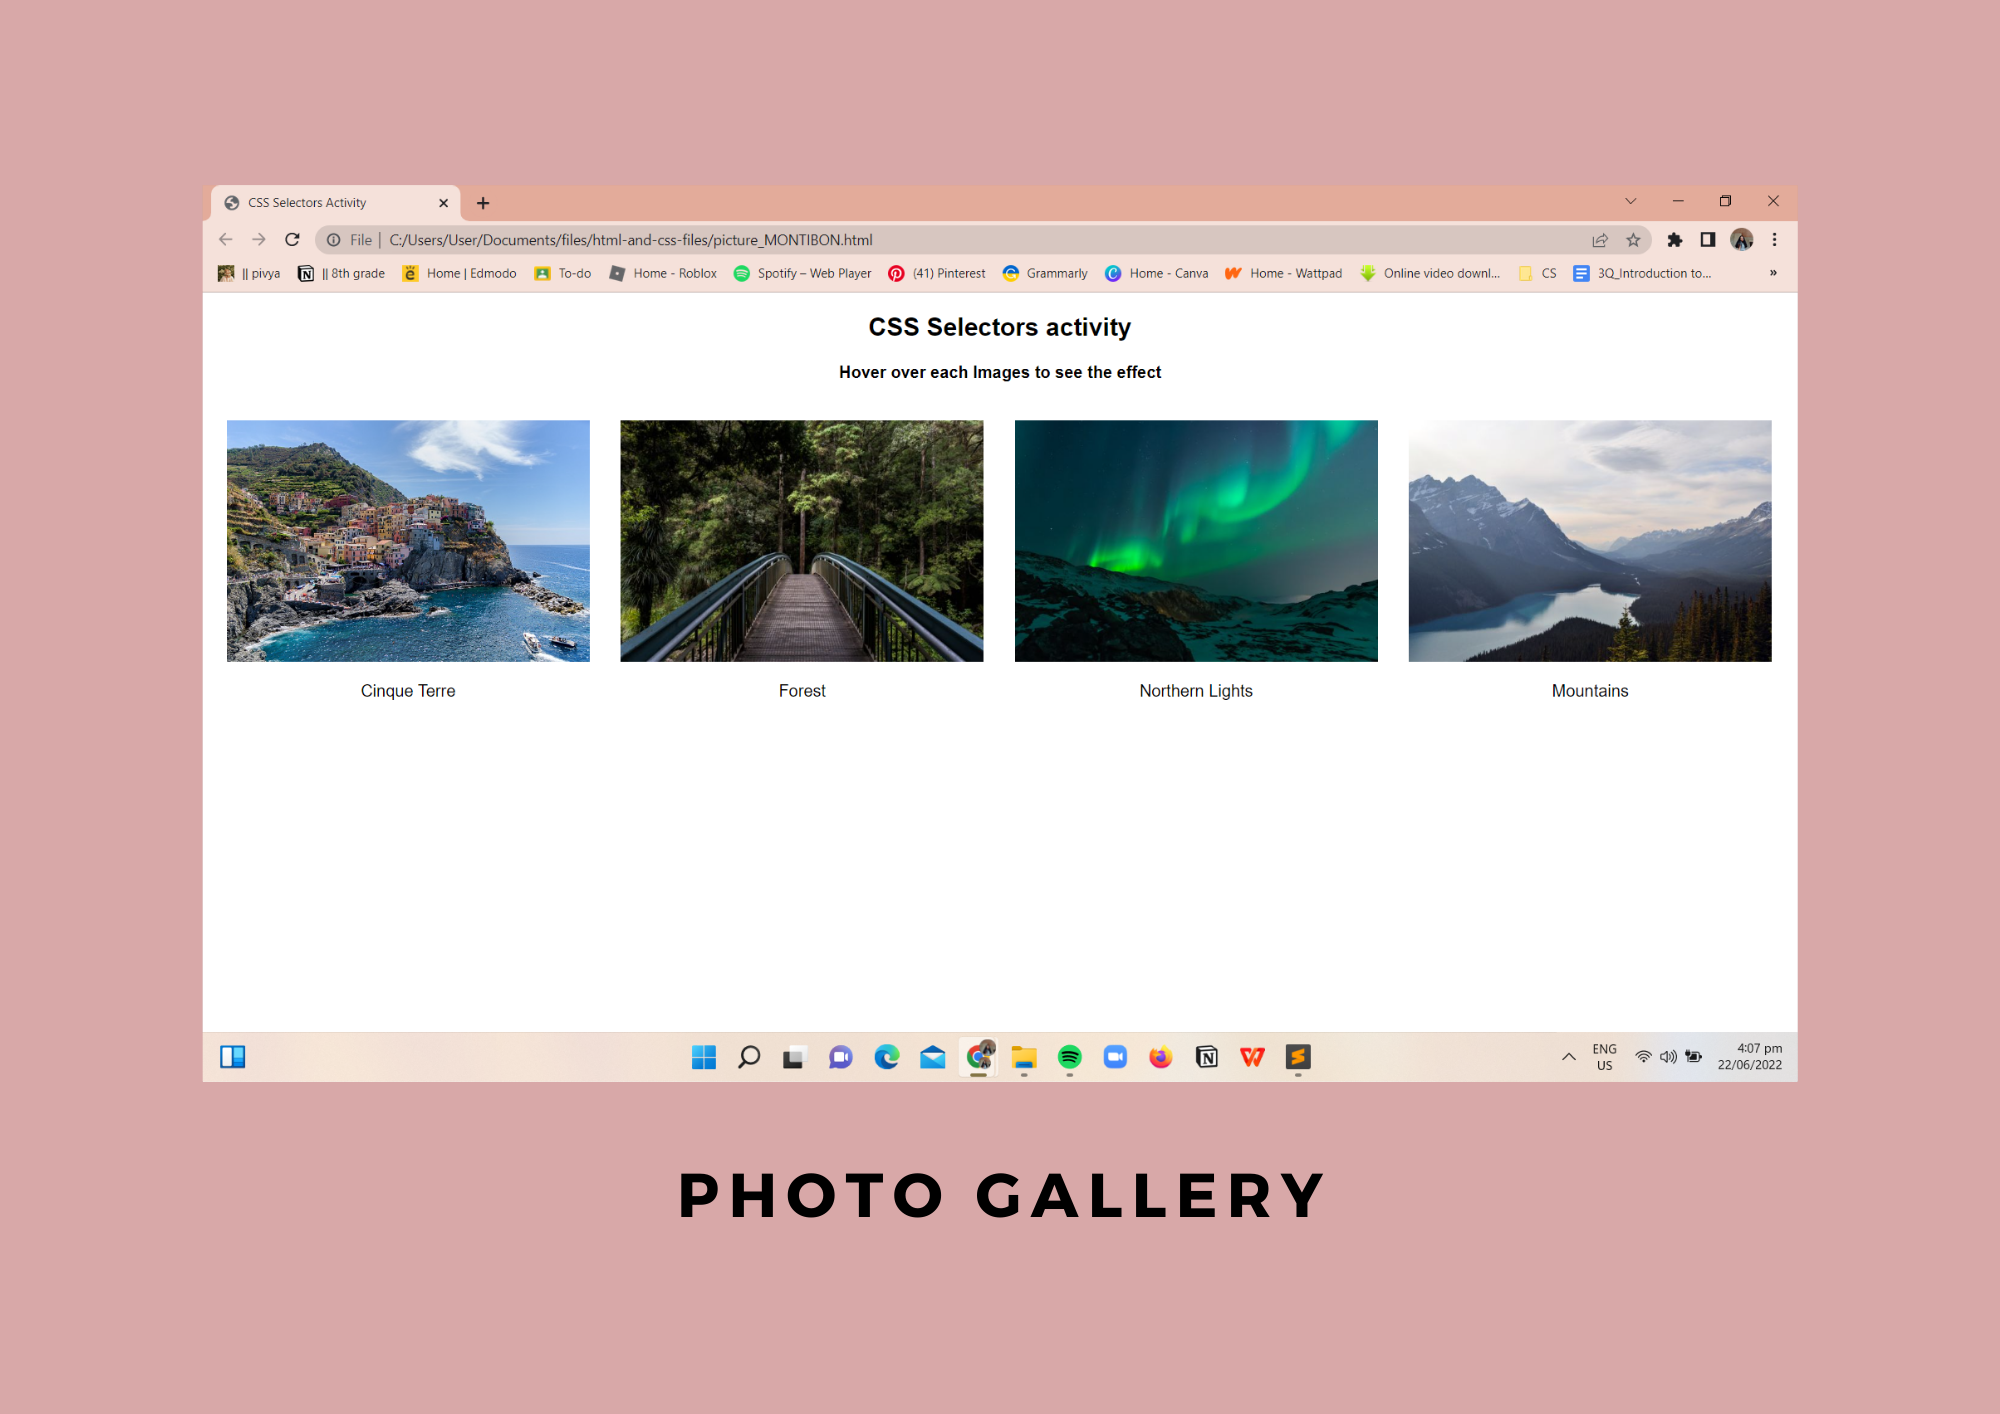 CSS Selectors Activity
File | C:/Users/User/Documents/files/html-and-css-files/picture_MONTIBON.html
|| pivya || 8th grade Home | Edmodo To-do Home - Roblox Spotify – Web Player (41) Pinterest Grammarly Home - Canva Home - Wattpad Online video downl... CS 3Q_Introduction to... »
CSS Selectors activity
Hover over each Images to see the effect
Cinque Terre Forest Northern Lights Mountains
ENG 4:07 pm
US 22/06/2022
PHOTO GALLERY